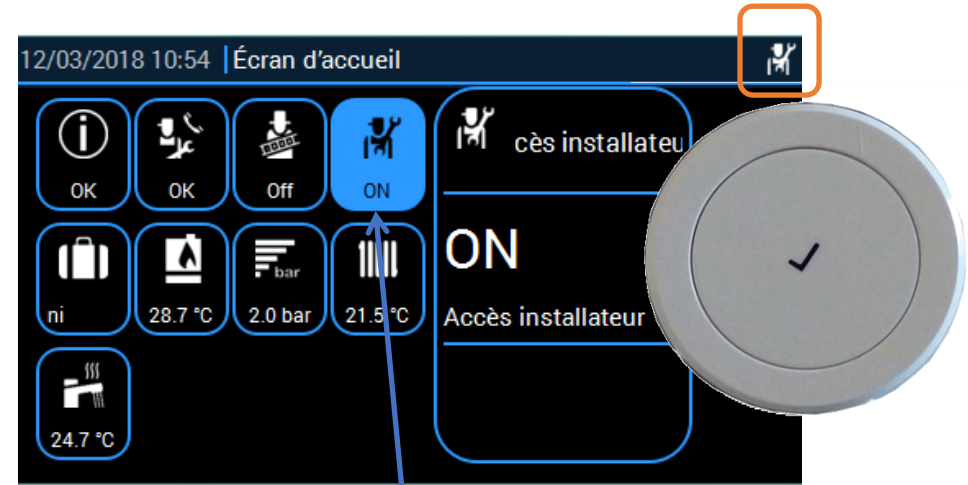 12/03/2018 10:54 | Écran d'accueil
OK
OK
Off
ON
cès installateu
ni
28.7 °C
bar
2.0 bar
21.5 °C
ON
Accès installateur
24.7 °C